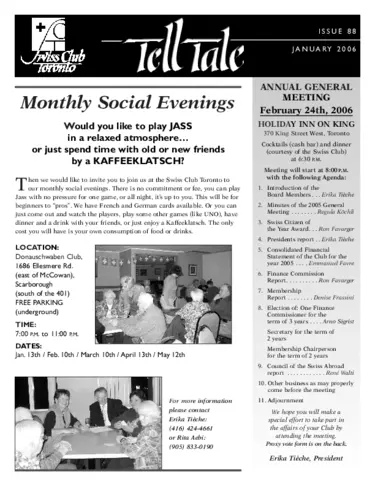 Swiss Club
Toronto
Tell Tale
ISSUE 88
JANUARY 2006
Monthly Social Evenings
Would you like to play JASS
in a relaxed atmosphere…
or just spend time with old or new friends
by a KAFFEEKLATSCH?
Then we would like to invite you to join us at the Swiss Club Toronto to
our monthly social evenings. There is no commitment or fee, you can play
Jass with no pressure for one game, or all night, it's up to you. This will be for
beginners to "pros". We have French and German cards available. Or you can
just come out and watch the players, play some other games (like UNO), have
dinner and a drink with your friends, or just enjoy a Kaffeeklatsch. The only
cost you will have is your own consumption of food or drinks.
LOCATION:
Donauschwaben Club,
1686 Ellesmere Rd.
(east of McCowan),
Scarborough
(south of the 401)
FREE PARKING
(underground)
TIME:
7:00 P.M. to 11:00 P.M.
DATES:
Jan. 13th / Feb. 10th / March 10th / April 13th / May 12th
For more information
please contact
Erika Tièche:
(416) 424-4661
or Rita Aebi:
(905) 833-0190
ANNUAL GENERAL
MEETING
February 24th, 2006
HOLIDAY INN ON KING
370 King Street West, Toronto
Cocktails (cash bar) and dinner
(courtesy of the Swiss Club)
at 6:30 P.M.
Meeting will start at 8:00 P.M.
with the following Agenda:
1. Introduction of the
Board Members . . Erika Tièche
2. Minutes of the 2005 General
Meeting . . . . . . . . Regula Küchli
3. Swiss Citizen of
the Year Award. . . Ron Favarger
4. Presidents report . . Erika Tièche
5. Consolidated Financial
Statement of the Club for the
year 2005 . . . . Emmanuel Favre
6. Finance Commission
Report. . . . . . . . . . Ron Favarger
7. Membership
Report . . . . . . . . Denise Frassini
8. Election of: One Finance
Commissioner for the
term of 3 years . . . . Arno Sigrist
Secretary for the term of
2 years
Membership Chairperson
for the term of 2 years
9. Council of the Swiss Abroad
report . . . . . . . . . . . . René Wälti
10. Other business as may properly
come before the meeting
11. Adjournment
We hope you will make a
special effort to take part in
the affairs of your Club by
attending the meeting.
Proxy vote form is on the back.
Erika Tièche, President